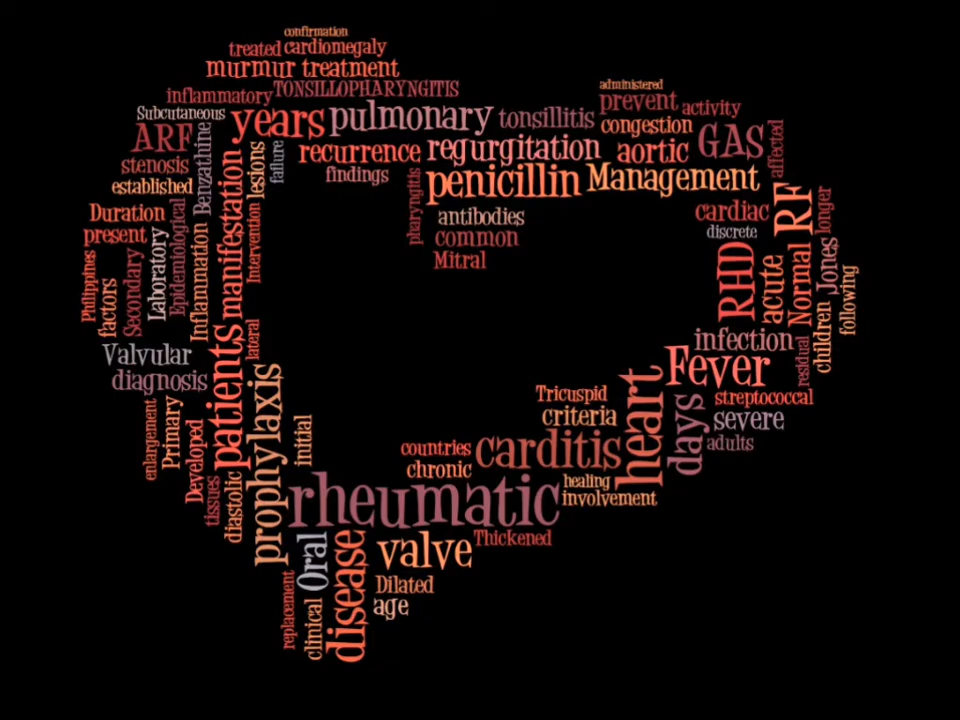 confirmation
treated cardiomegaly
murmur treatment
inflammatory TONSILLOPHARYNGITIS
administered
Subcutaneous
years pulmonary tonsillitis
prevent activity
congestion
ARF
Benzathine
lesions
failure
recurrence regurgitation aortic GAS
affected
stenosis
findings
pharyngitis
penicillin Management
established
manifestation
Intervention
antibodies
common
Mitral
cardiac
discrete
RF
longer
Duration
present
Philippines
factors
Secondary
Laboratory
Epidemiological
Inflammation
RHD
acute
Normal
Jones
children
following
Valvular
diagnosis
patients
lateral
infection
Fever
residual
streptococcal
severe
adults
days
heart
Tricuspid
criteria
countries carditis
chronic
healing
involvement
enlargement
Primary
Developed
tissues
diastolic
prophylaxis
initial
rheumatic
Thickened
valve
Oral
disease
Dilated
age
replacement
clinical